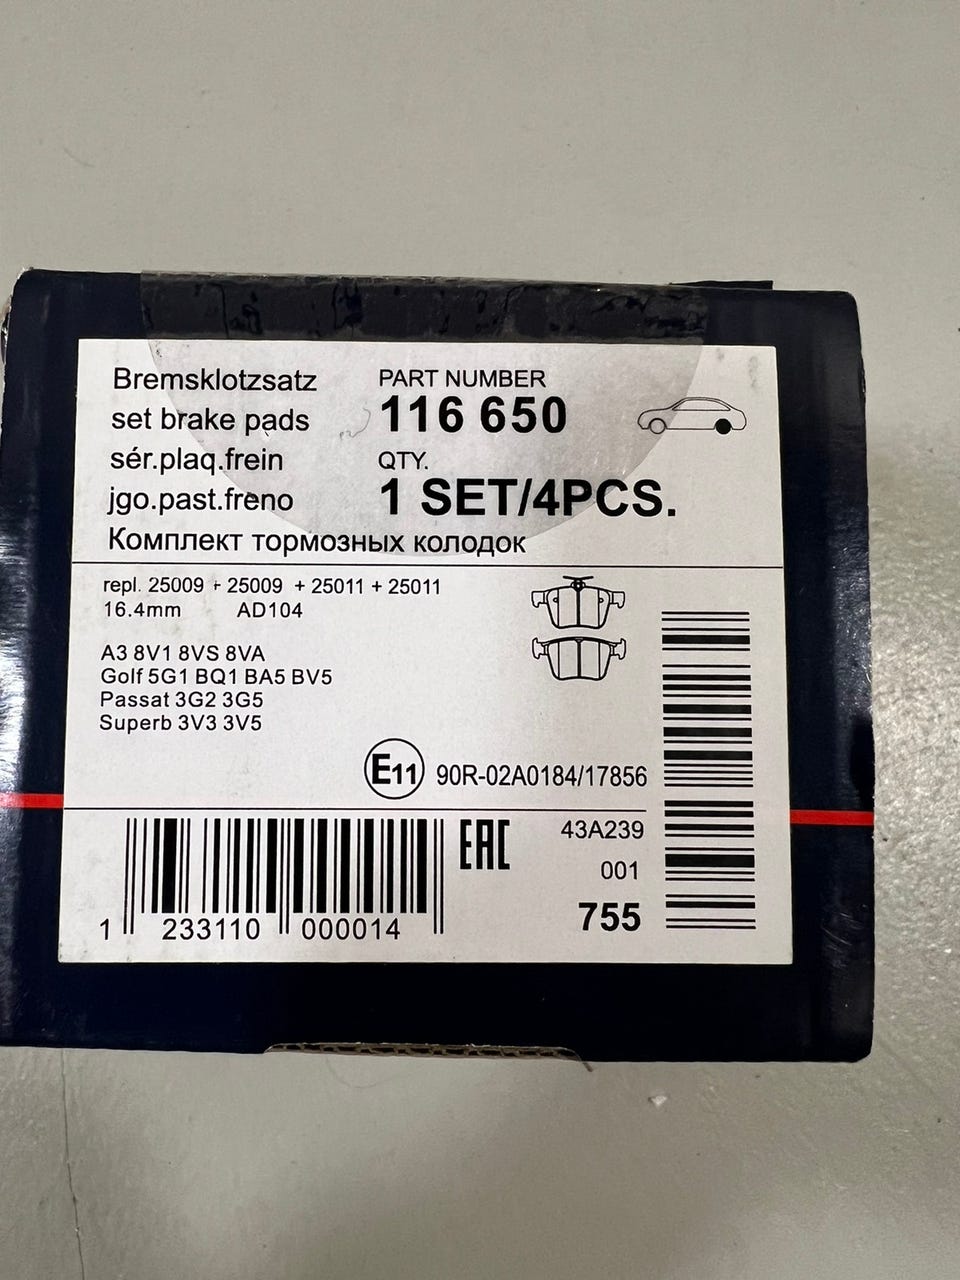 Bremsklotzsatz
set brake pads
sér.plaq.frein
jgo.past.freno
Комплект тормозных колодок
PART NUMBER
116 650
QTY.
1 SET/4PCS.
repl. 25009 + 25009 + 25011 + 25011
16.4mm AD104
A3 8V1 8VS 8VA
Golf 5G1 BQ1 BA5 BV5
Passat 3G2 3G5
Superb 3V3 3V5
E11 90R-02A0184/17856
EAC
43A239
001
755
1 233110 000014